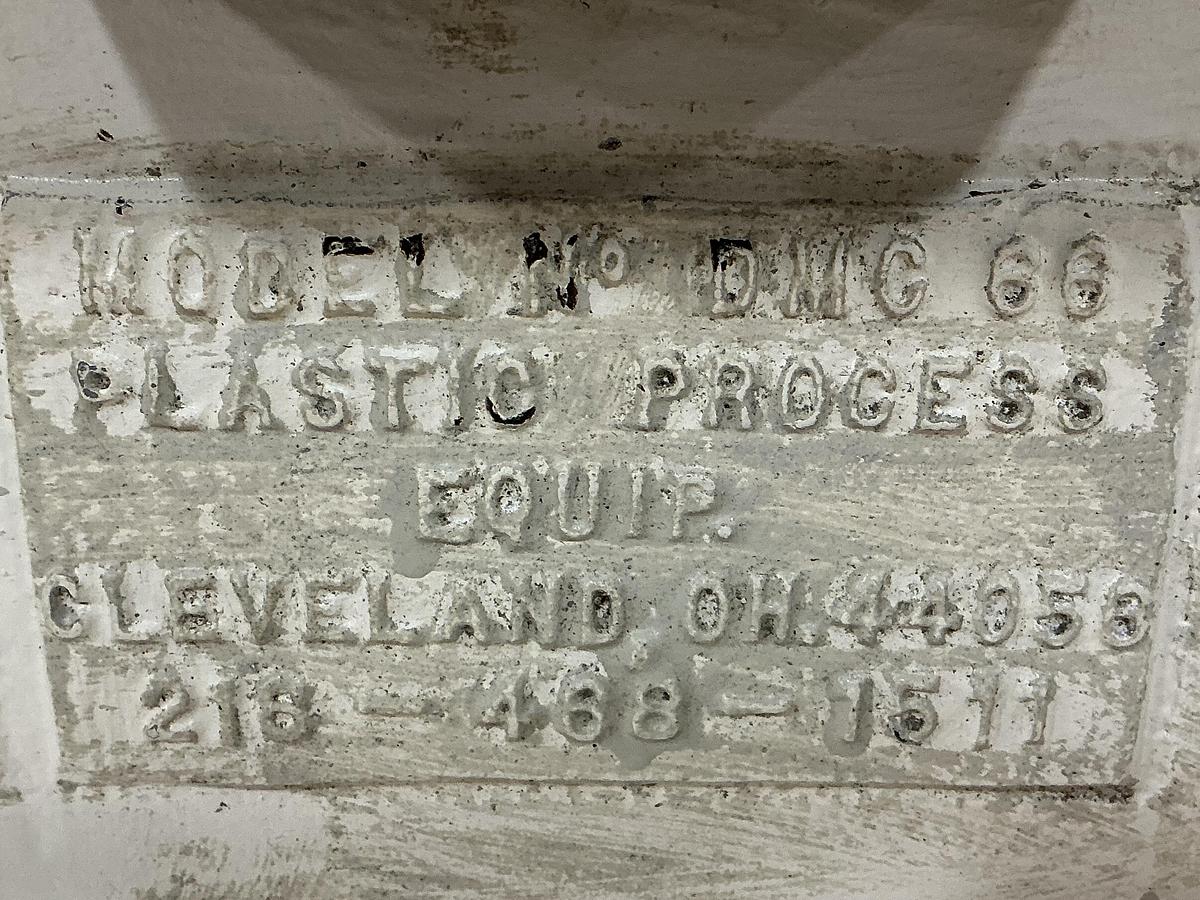 MODEL Nº DMC 66
PLASTIC PROCESS
EQUIP.
CLEVELAND OH. 44056
216 — 468 — 1511